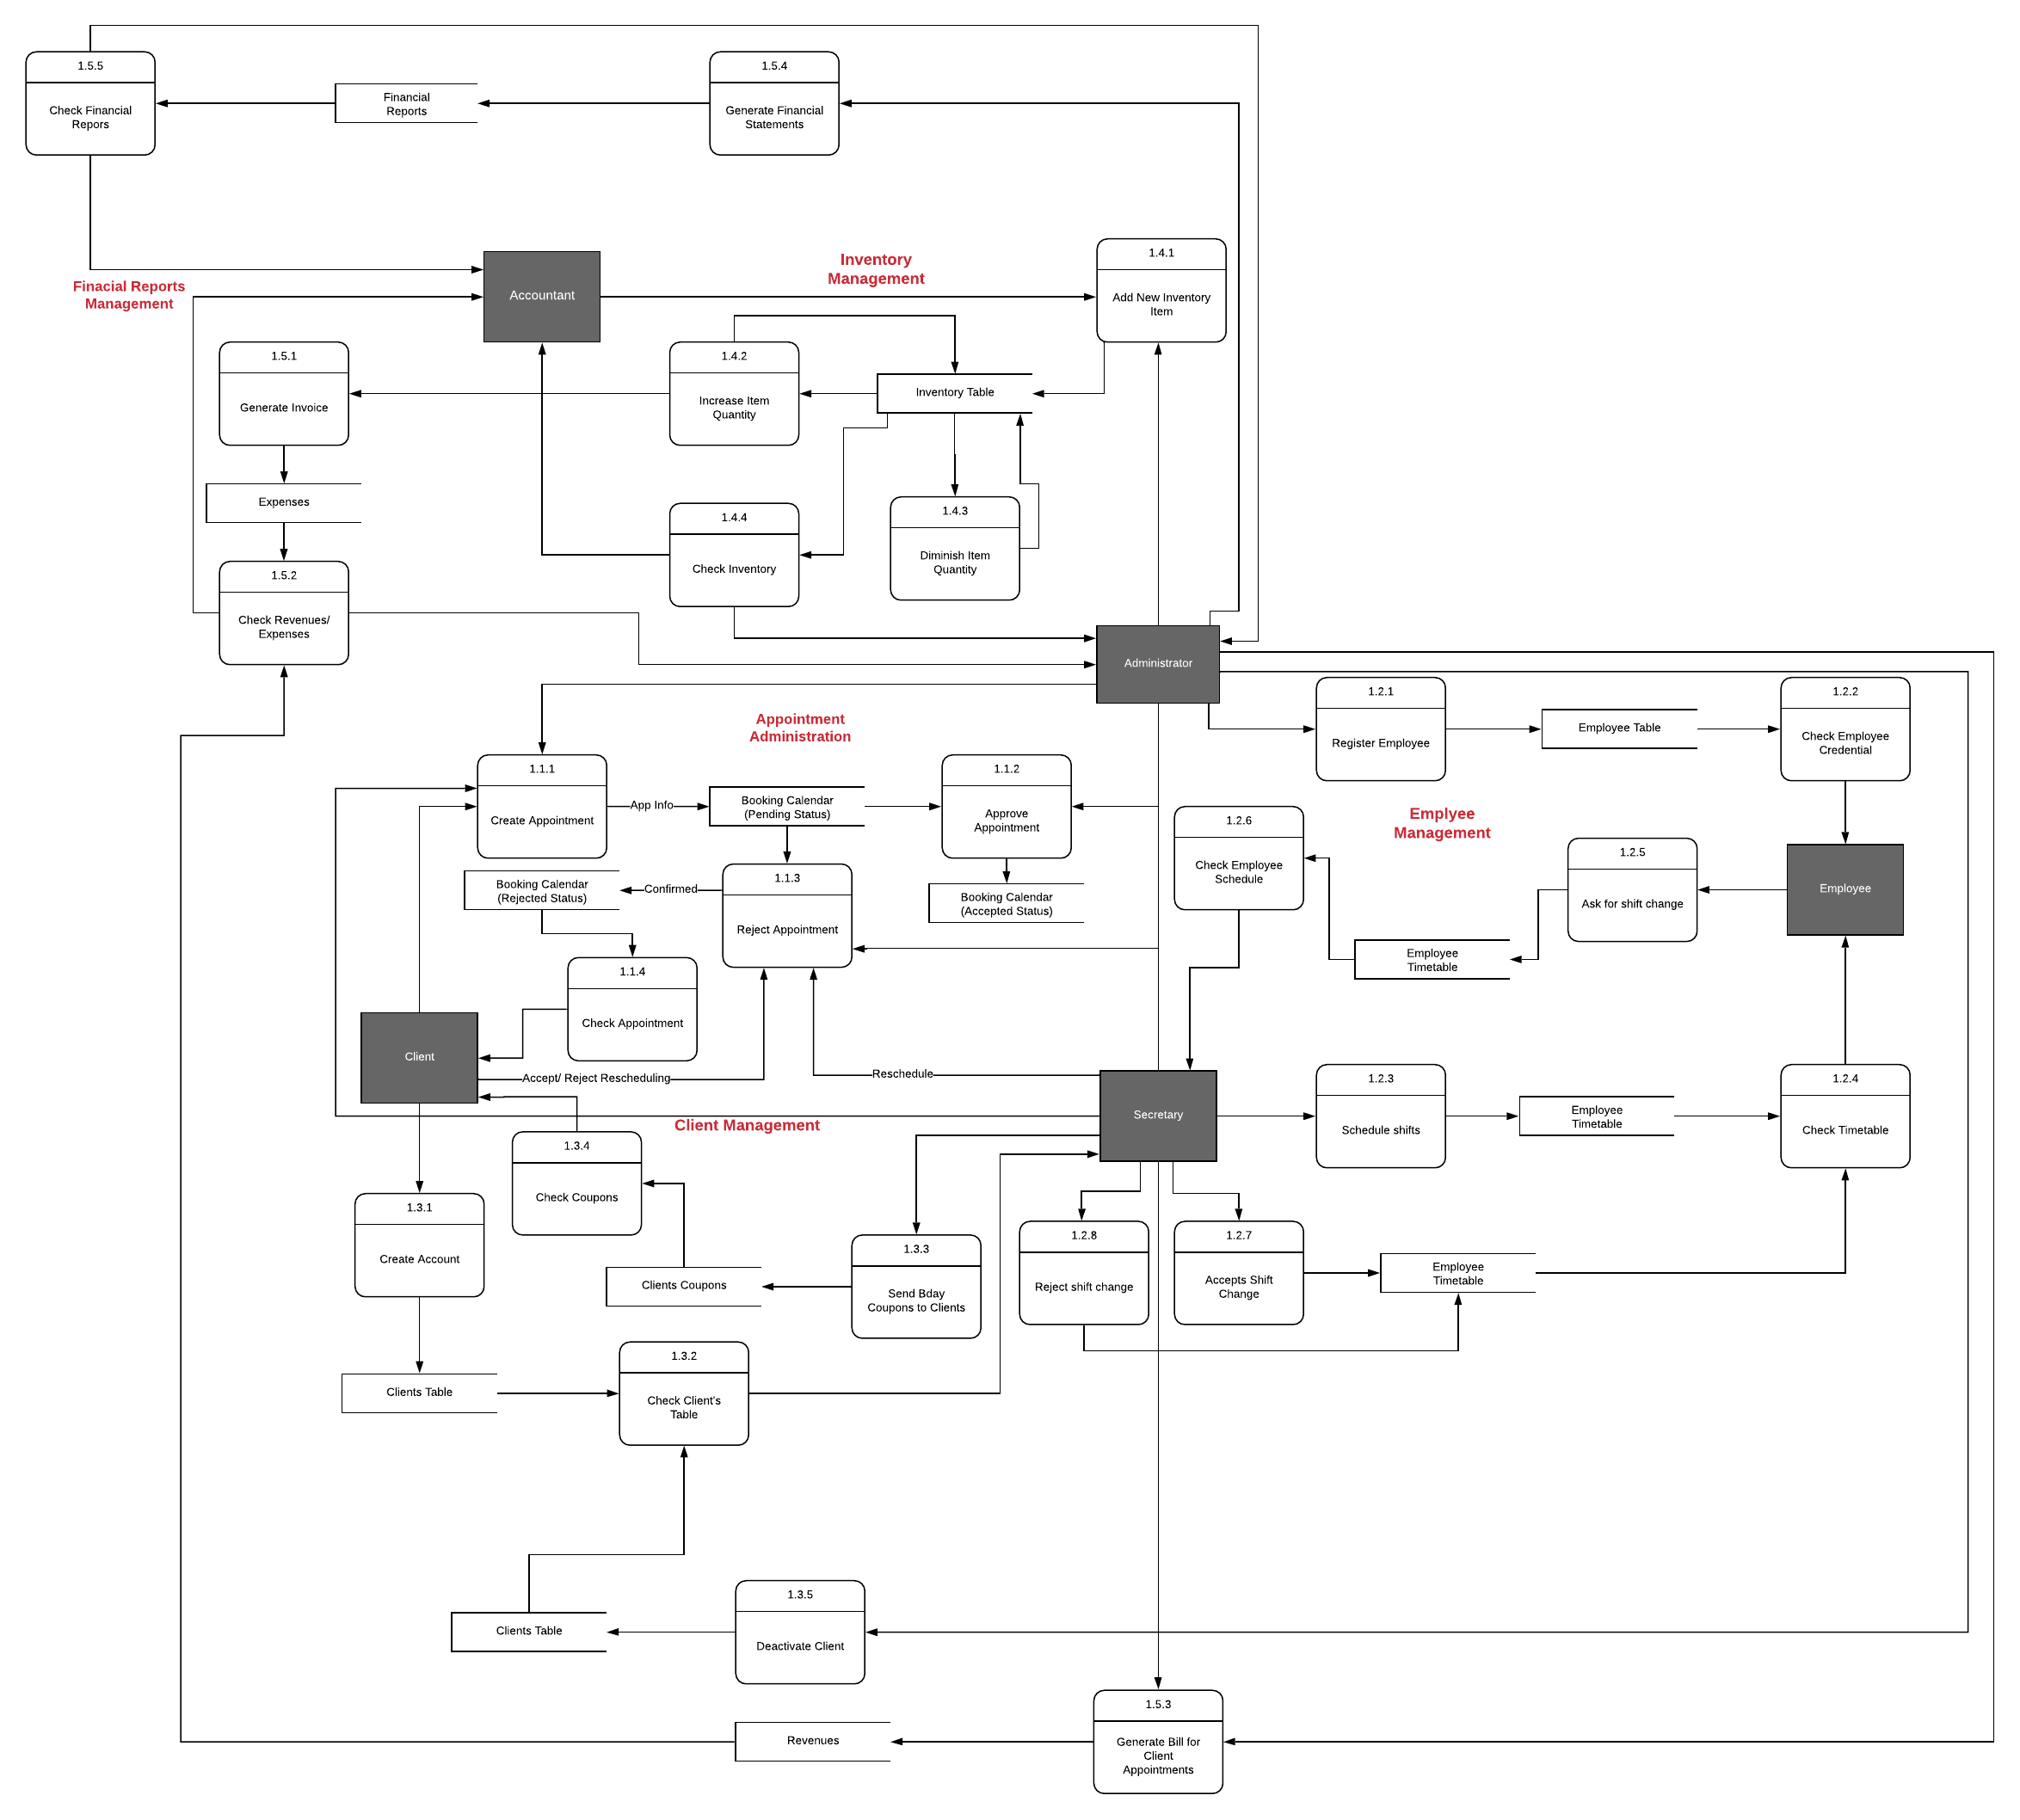 1.5.5
Check Financial
Repors
Financial
Reports
1.5.4
Generate Financial
Statements
Accountant
Inventory
Management
1.4.1
Add New Inventory
Item
Finacial Reports
Management
1.5.1
Generate Invoice
1.4.2
Increase Item
Quantity
Inventory Table
Expenses
1.4.4
Check Inventory
1.4.3
Diminish Item
Quantity
1.5.2
Check Revenues/
Expenses
Administrator
Appointment
Administration
1.2.1
Register Employee
Employee Table
1.2.2
Check Employee
Credential
1.1.1
Create Appointment
App Info
Booking Calendar
(Pending Status)
1.1.2
Approve
Appointment
Emplyee
Management
1.2.6
Check Employee
Schedule
1.2.5
Ask for shift change
Employee
Booking Calendar
(Rejected Status)
Confirmed
1.1.3
Reject Appointment
Booking Calendar
(Accepted Status)
Employee
Timetable
1.1.4
Check Appointment
Client
Accept/ Reject Rescheduling
Reschedule
Secretary
1.2.3
Schedule shifts
Employee
Timetable
1.2.4
Check Timetable
Client Management
1.3.4
Check Coupons
1.3.1
Create Account
Clients Coupons
1.3.3
Send Bday
Coupons to Clients
1.2.8
Reject shift change
1.2.7
Accepts Shift
Change
Employee
Timetable
1.3.2
Check Client's
Table
Clients Table
1.3.5
Deactivate Client
Clients Table
1.5.3
Generate Bill for
Client
Appointments
Revenues